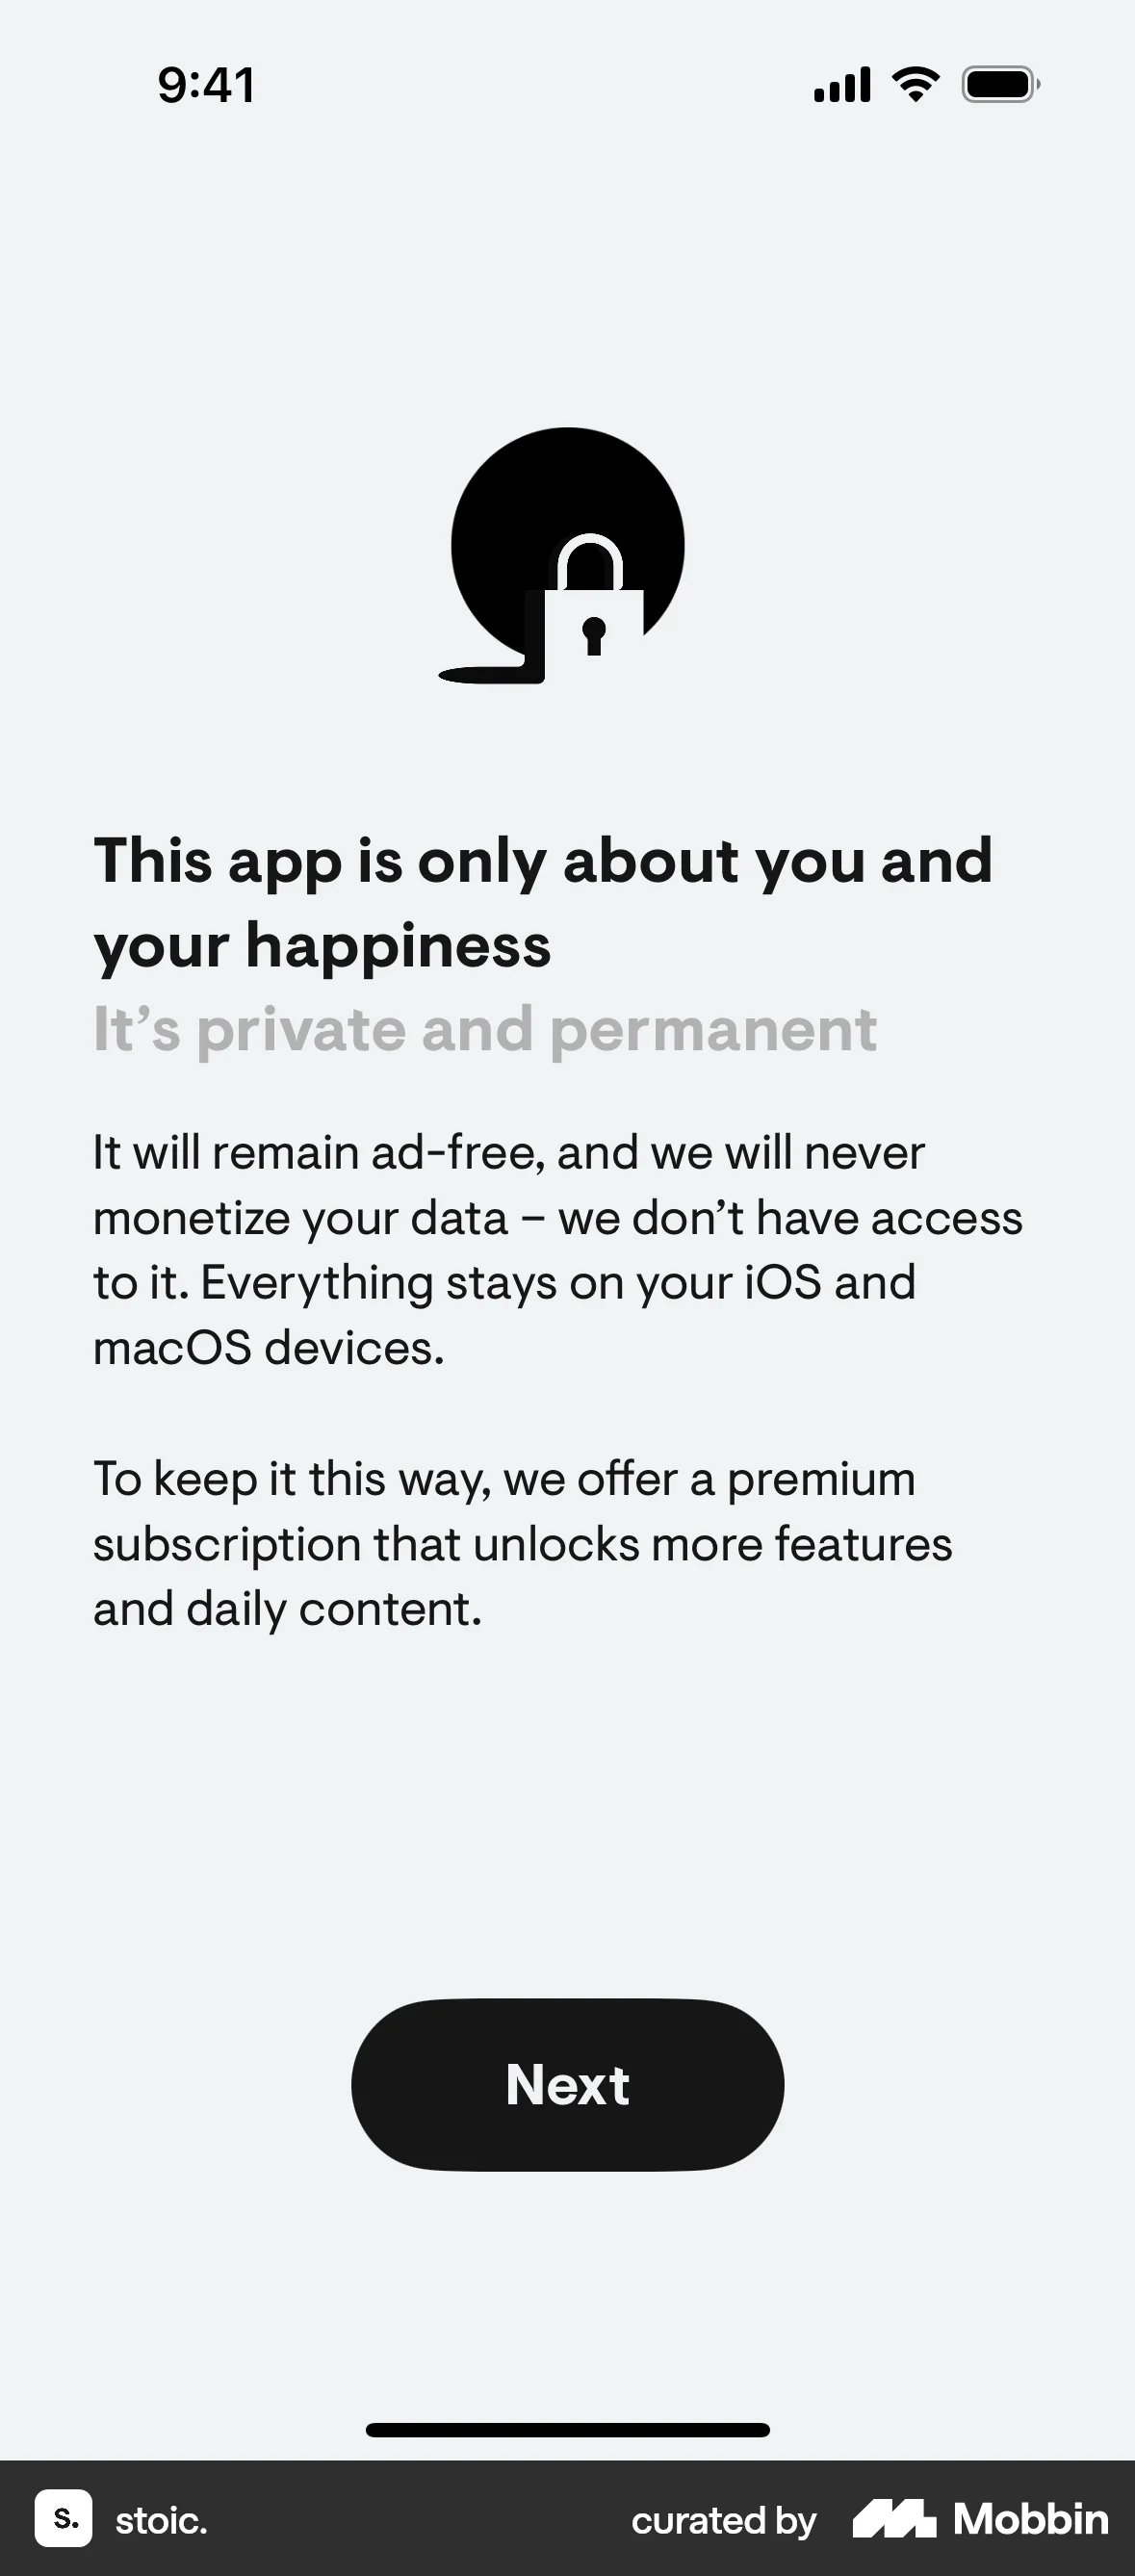 9:41
This app is only about you and
your happiness
It’s private and permanent
It will remain ad-free, and we will never
monetize your data – we don’t have access
to it. Everything stays on your iOS and
macOS devices.
To keep it this way, we offer a premium
subscription that unlocks more features
and daily content.
Next
s. stoic. curated by Mobbin